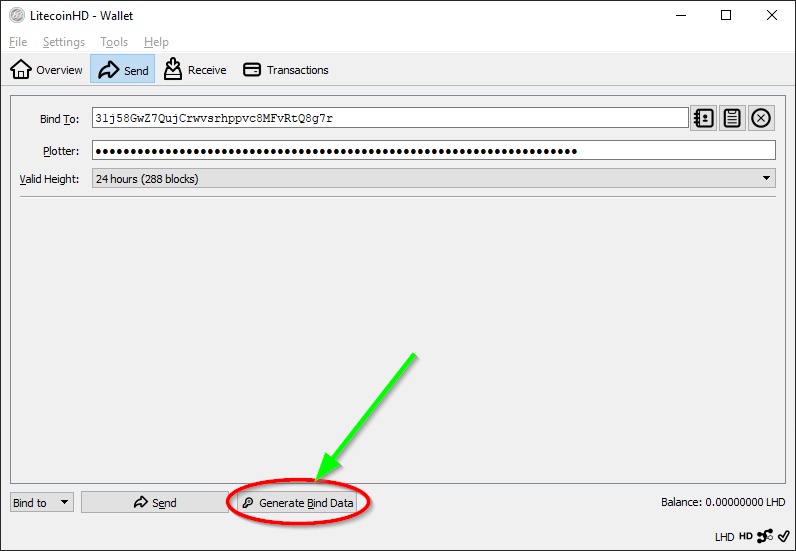 LitecoinHD - Wallet
File Settings Tools Help
Overview Send Receive Transactions
Bind To: 3lj58GwZ7QujCrwvsrhppvc8MFvRtQ8g7r
Plotter: ●●●●●●●●●●●●●●●●●●●●●●●●●●●●●●●●●●●●●●●●●●●●●●●●●●●●●●●●●●●●●●●●●●●●●
Valid Height: 24 hours (288 blocks)
Bind to Send Generate Bind Data Balance: 0.00000000 LHD
LHD HD